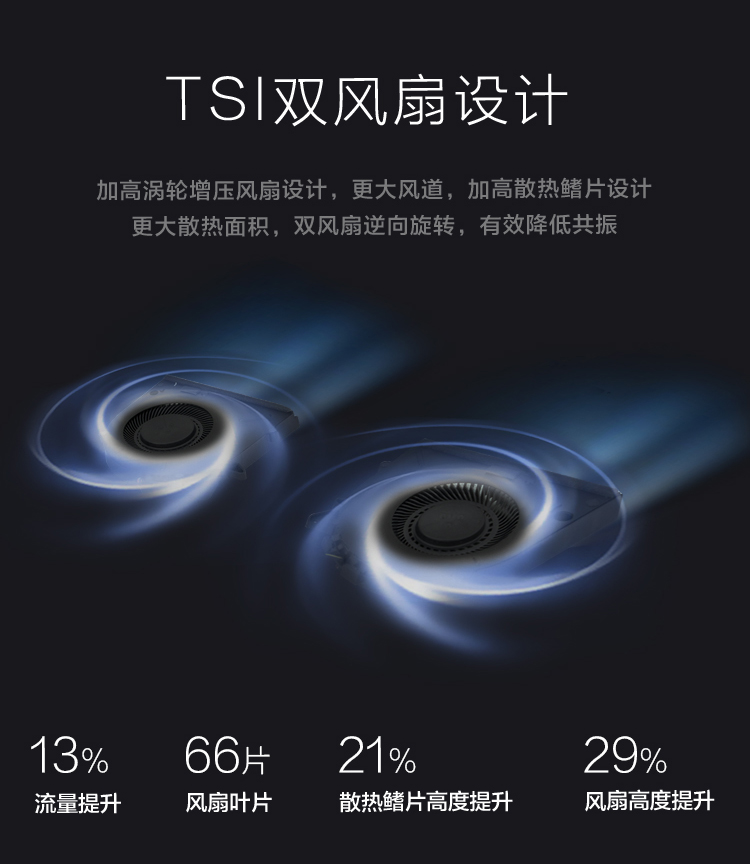 TSI双风扇设计
加高涡轮增压风扇设计，更大风道，加高散热鳍片设计
更大散热面积，双风扇逆向旋转，有效降低共振
13% 66片 21% 29%
流量提升 风扇叶片 散热鳍片高度提升 风扇高度提升